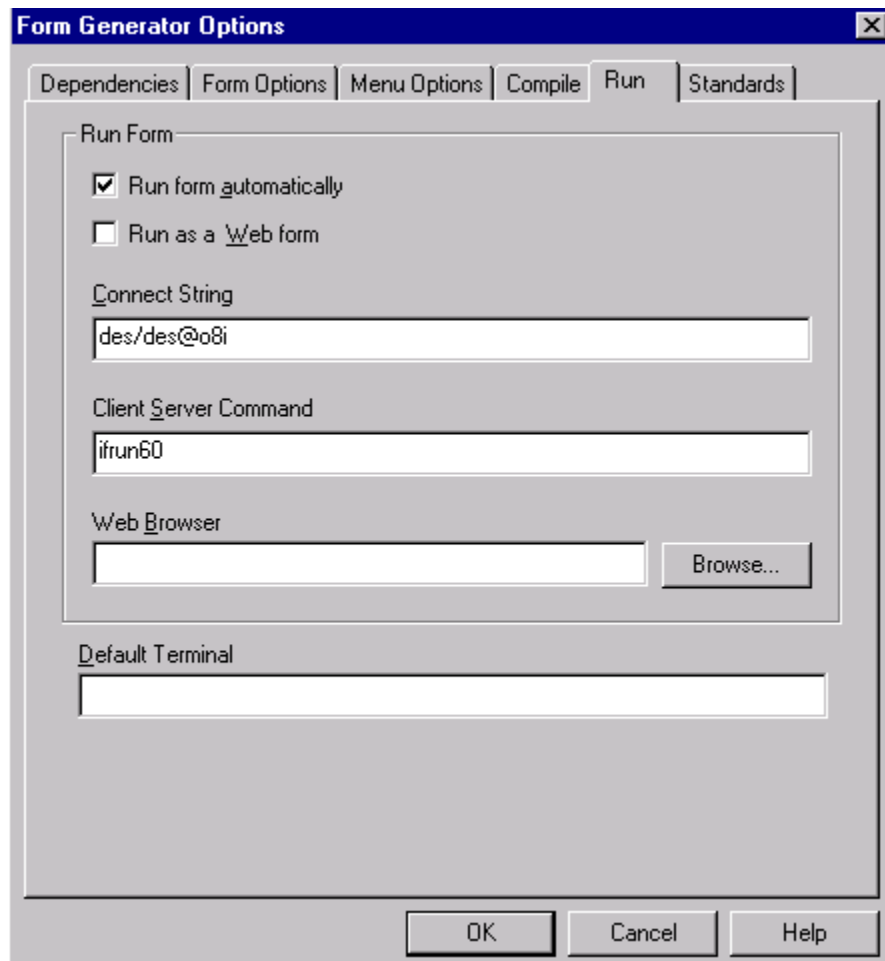 Form Generator Options
Dependencies Form Options Menu Options Compile Run Standards
Run Form
Run form automatically
Run as a Web form
Connect String
des/des@o8i
Client Server Command
ifrun60
Web Browser
Browse...
Default Terminal
OK Cancel Help